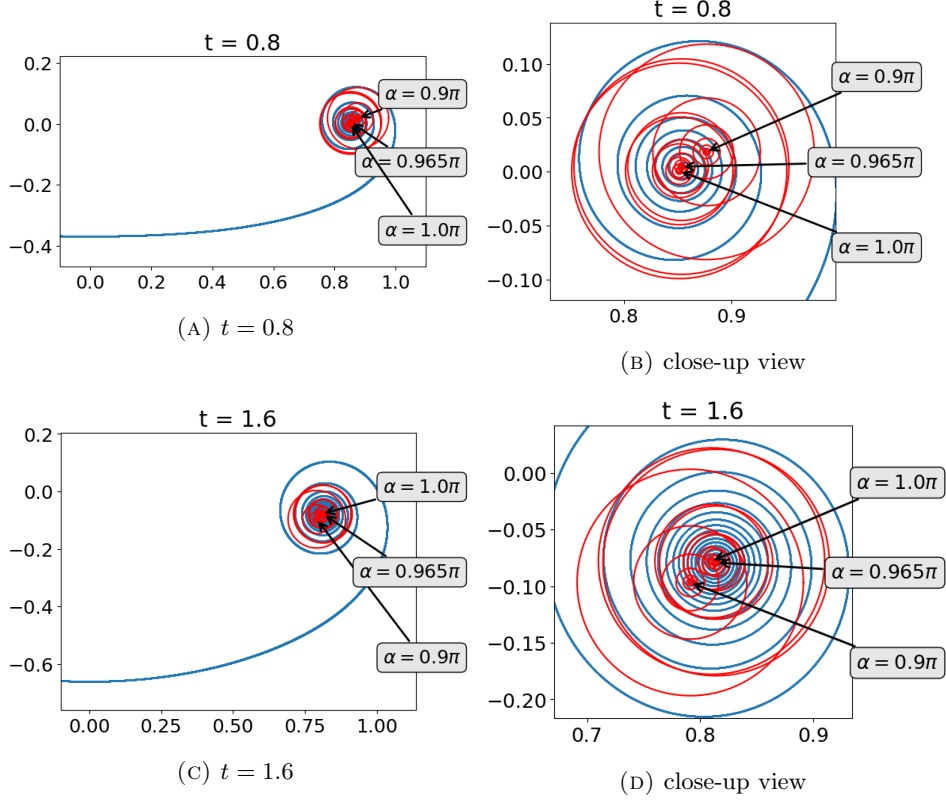 t = 0.8
0.2
0.0
−0.2
−0.4
0.0 0.2 0.4 0.6 0.8 1.0
α = 0.9π
α = 0.965π
α = 1.0π
(A) t = 0.8
t = 0.8
0.10
0.05
0.00
−0.05
−0.10
0.8 0.9
α = 0.9π
α = 0.965π
α = 1.0π
(B) close-up view
t = 1.6
0.2
0.0
−0.2
−0.4
−0.6
0.00 0.25 0.50 0.75 1.00
α = 1.0π
α = 0.965π
α = 0.9π
(C) t = 1.6
t = 1.6
0.00
−0.05
−0.10
−0.15
−0.20
0.7 0.8 0.9
α = 1.0π
α = 0.965π
α = 0.9π
(D) close-up view